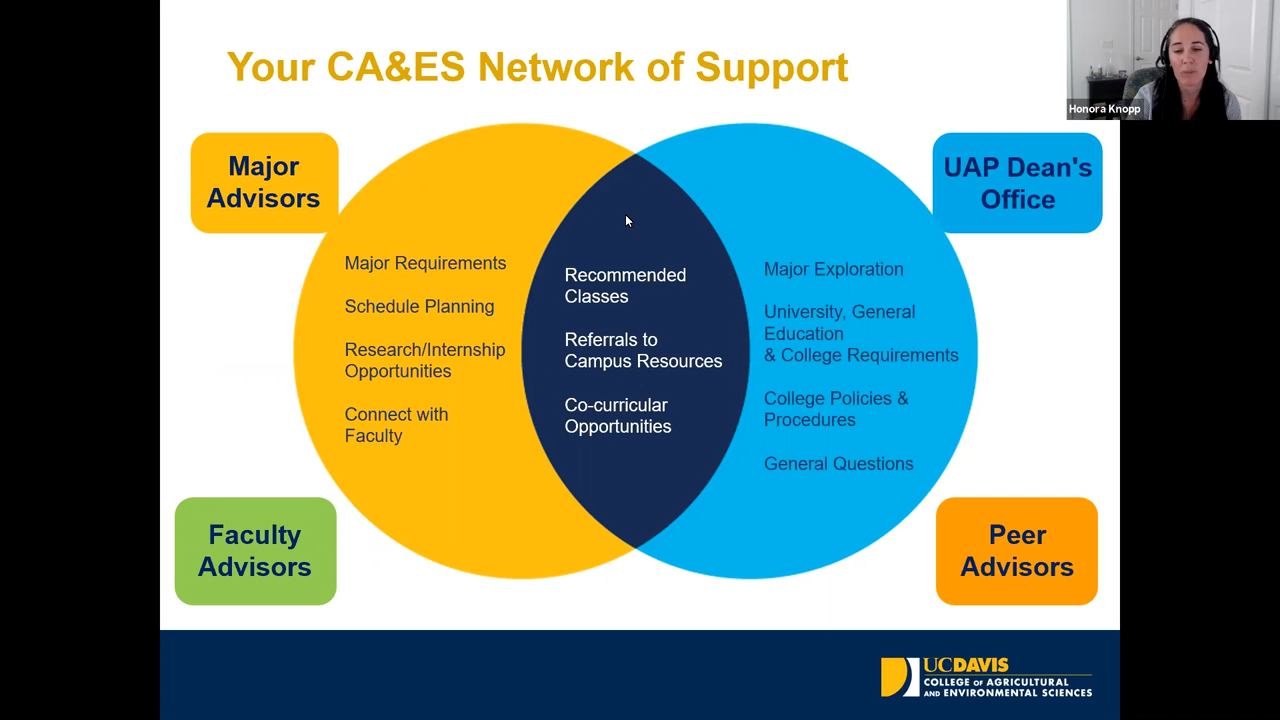 Your CA&ES Network of Support
Honora Knopp
Major
Advisors
UAP Dean's
Office
Major Requirements
Schedule Planning
Research/Internship
Opportunities
Connect with
Faculty
Recommended
Classes
Referrals to
Campus Resources
Co-curricular
Opportunities
Major Exploration
University, General
Education
& College Requirements
College Policies &
Procedures
General Questions
Faculty
Advisors
Peer
Advisors
UCDAVIS
COLLEGE OF AGRICULTURAL
AND ENVIRONMENTAL SCIENCES